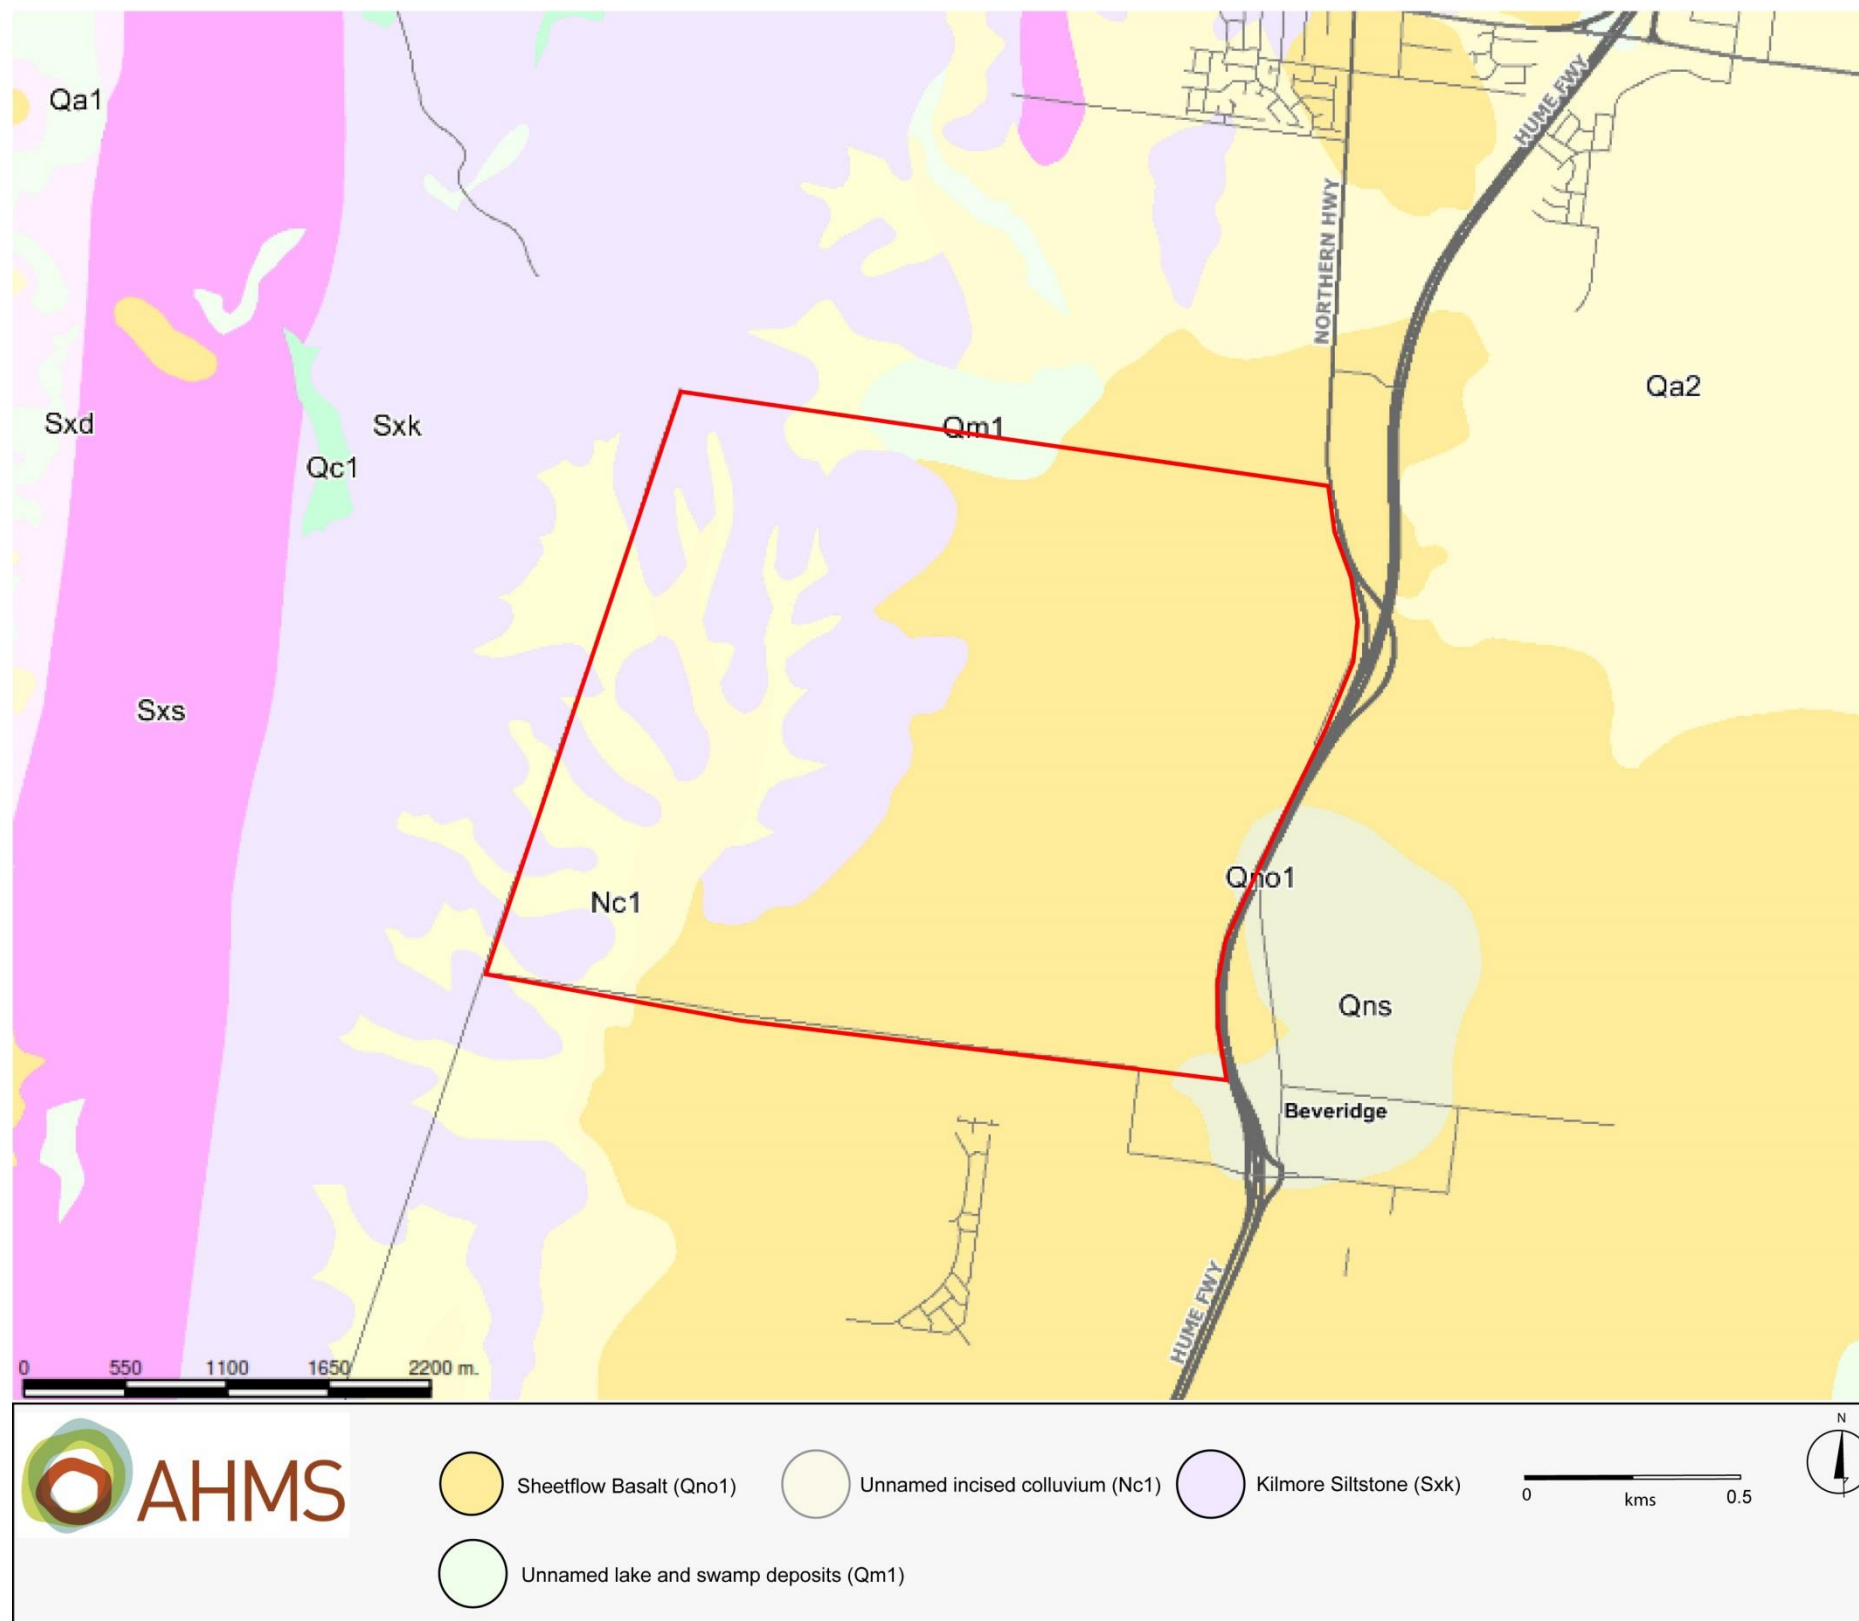 Qa1
HUME FWY
NORTHERN HWY
Qa2
Sxd
Sxk
Qm1
Qc1
Sxs
Qno1
Nc1
Qns
Beveridge
HUME FWY
0 550 1100 1650 2200 m.
AHMS
Sheetflow Basalt (Qno1)
Unnamed incised colluvium (Nc1)
Kilmore Siltstone (Sxk)
0 kms 0.5
N
Unnamed lake and swamp deposits (Qm1)